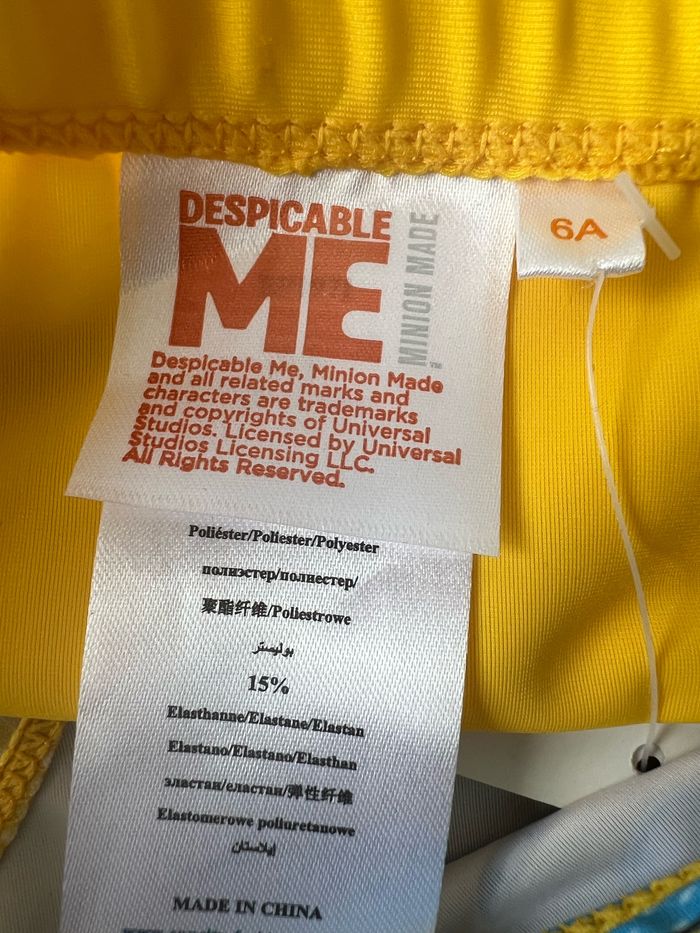 DESPICABLE
ME
MINION MADE
™
6A
Despicable Me, Minion Made
and all related marks and
characters are trademarks
and copyrights of Universal
Studios. Licensed by Universal
Studios Licensing LLC.
All Rights Reserved.
Poliéster/Poliester/Polyester
полиэстер/полиестер/
聚酯纤维/Poliestrowe
بوليستر
15%
Elasthanne/Elastane/Elastan
Elastano/Elastano/Elasthan
эластан/еластан/弹性纤维
Elastomerowe poliuretanowe
إيلاستان
MADE IN CHINA